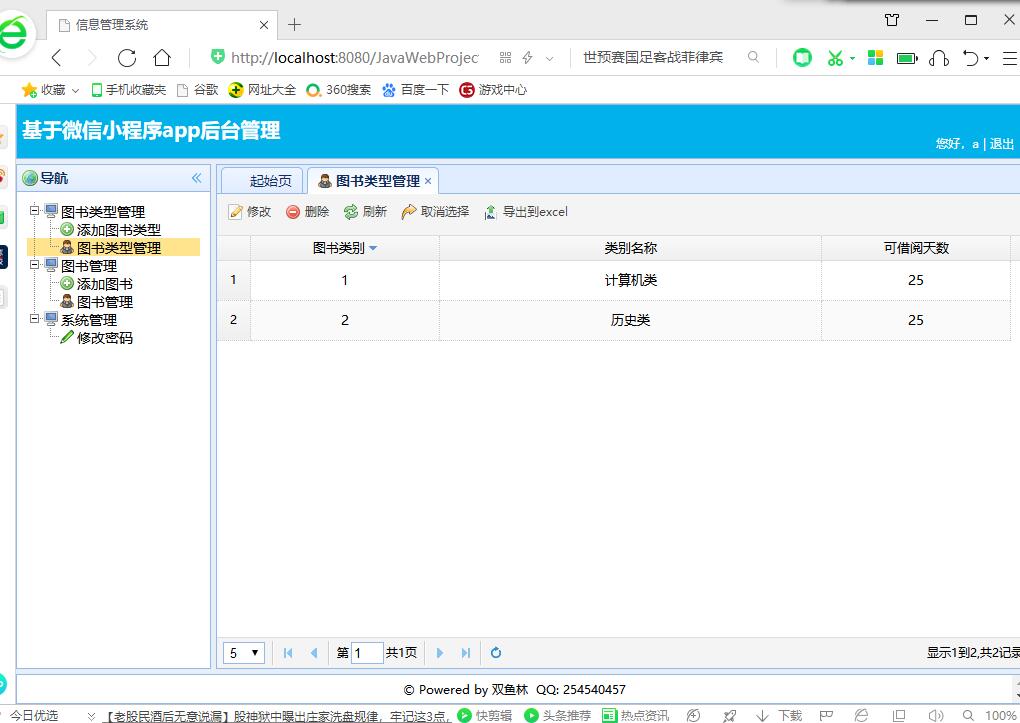 信息管理系统
http://localhost:8080/JavaWebProjec
世预赛国足客战菲律宾
收藏 手机收藏夹 谷歌 网址大全 360搜索 百度一下 游戏中心
基于微信小程序app后台管理
您好，a | 退出
导航
起始页 图书类型管理
修改 删除 刷新 取消选择 导出到excel
图书类型管理
添加图书类型
图书类型管理
图书管理
添加图书
图书管理
系统管理
修改密码
图书类别 类别名称 可借阅天数
1 1 计算机类 25
2 2 历史类 25
5 第 1 共1页 显示1到2,共2记录
© Powered by 双鱼林 QQ: 254540457
今日优选 【老股民酒后无意说漏】股神狱中曝出庄家洗盘规律，牢记这3点, 快剪辑 头条推荐 热点资讯 下载 100%